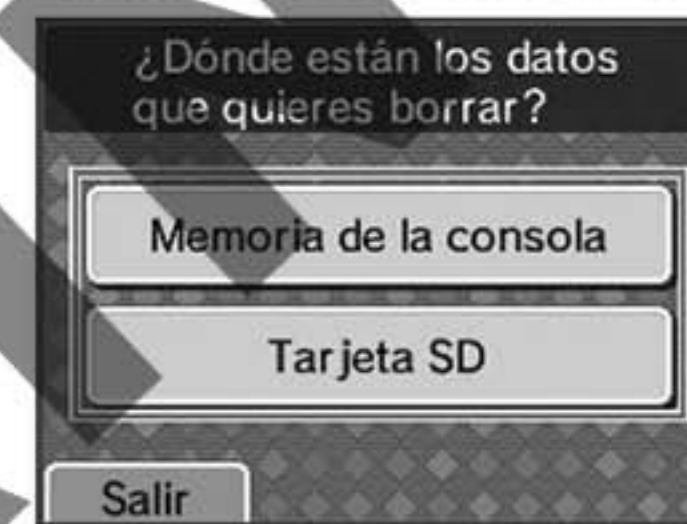 ¿Dónde están los datos
que quieres borrar?
Memoria de la consola
Tarjeta SD
Salir